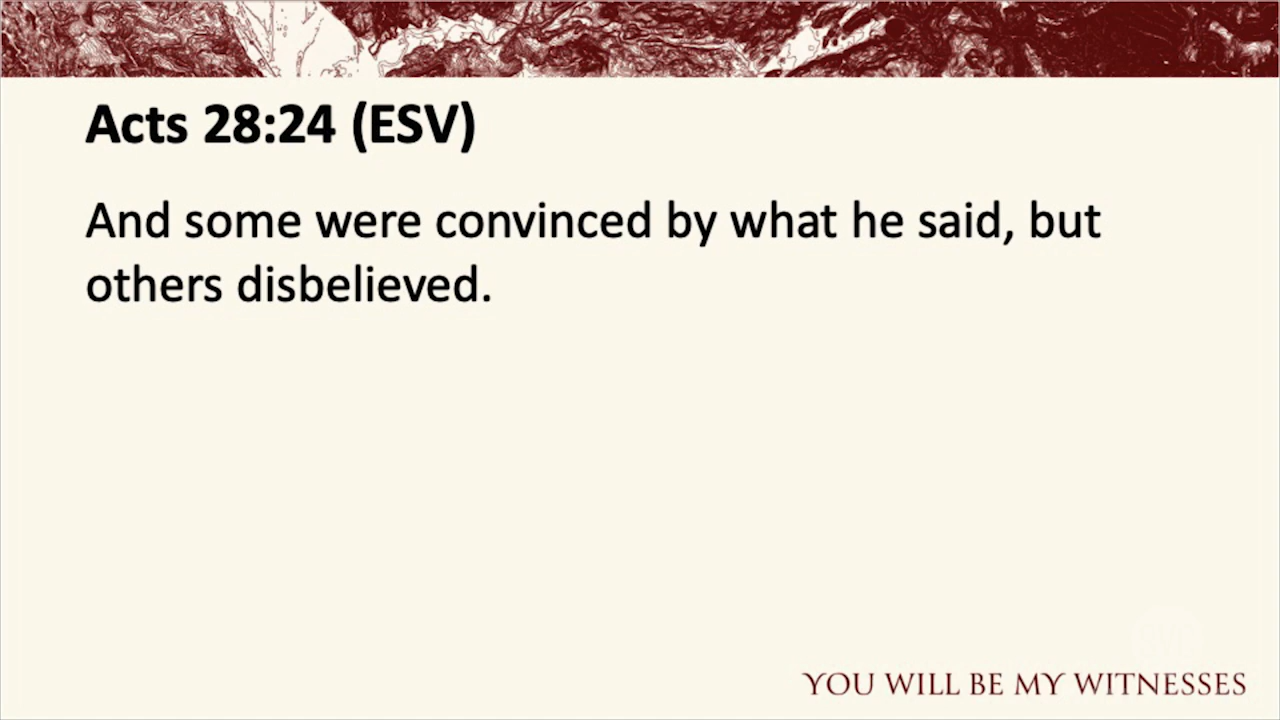 Acts 28:24 (ESV)
And some were convinced by what he said, but
others disbelieved.
YOU WILL BE MY WITNESSES